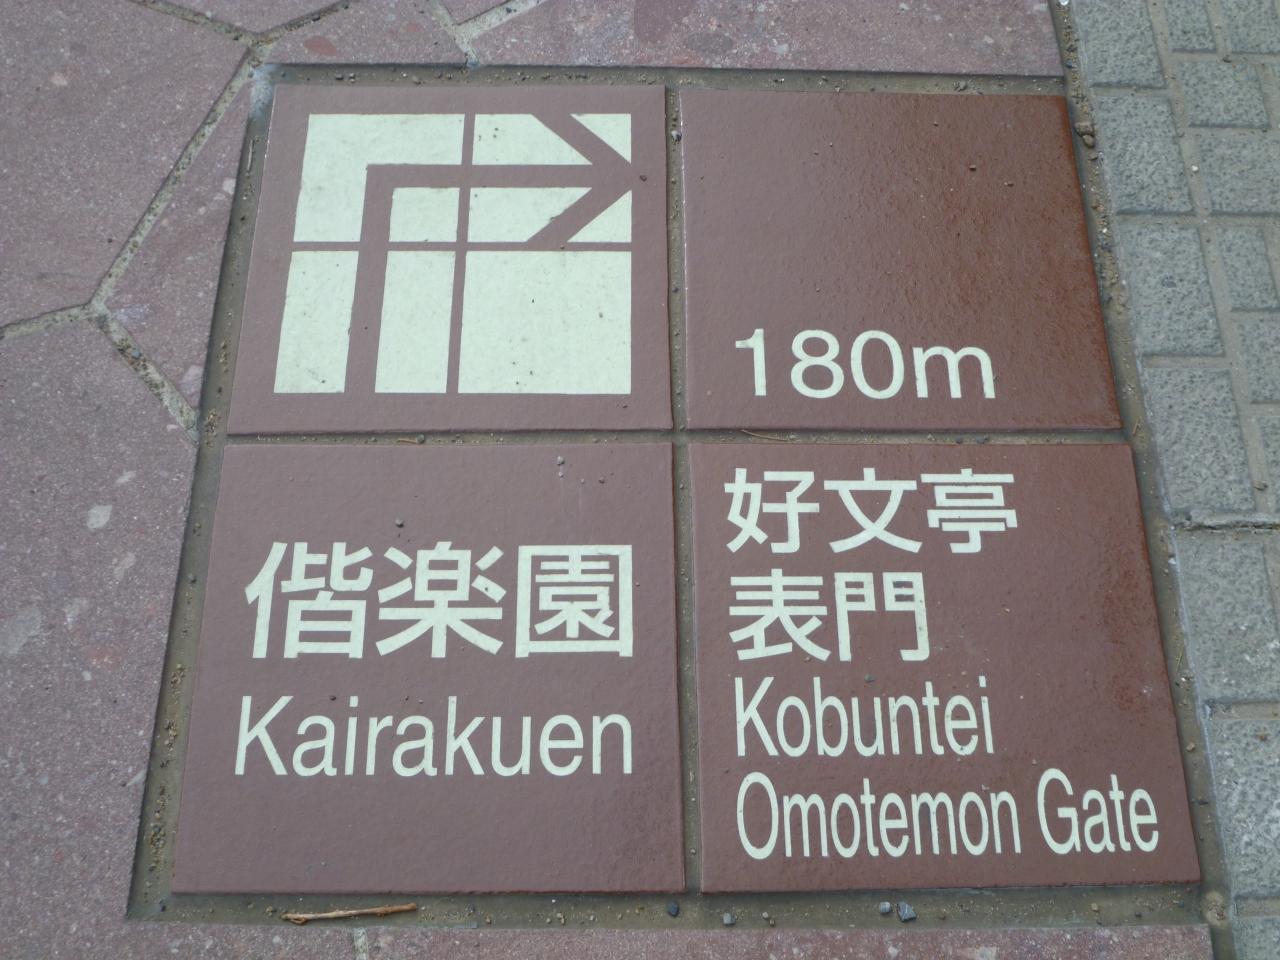 180m
偕楽園
Kairakuen
好文亭
表門
Kobuntei
Omotemon Gate